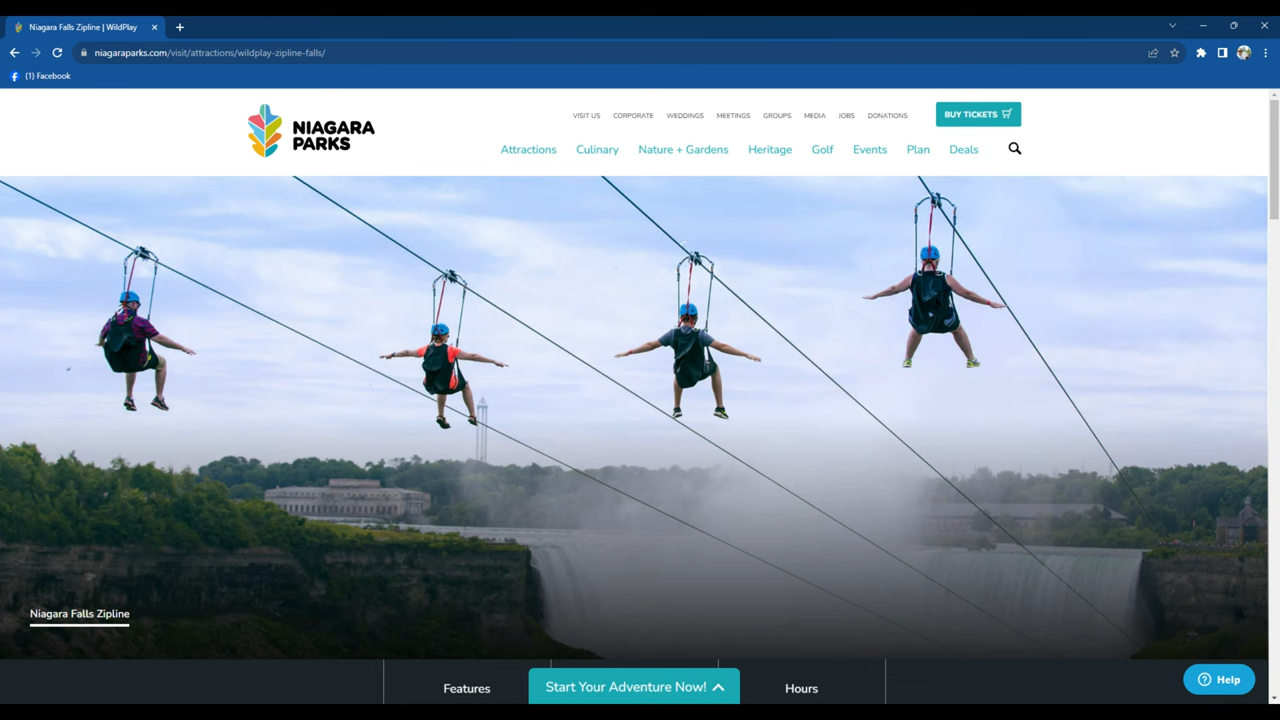 Niagara Falls Zipline | WildPlay
niagaraparks.com/visit/attractions/wildplay-zipline-falls/
(1) Facebook
NIAGARA
PARKS
VISIT US CORPORATE WEDDINGS MEETINGS GROUPS MEDIA JOBS DONATIONS
BUY TICKETS
Attractions Culinary Nature + Gardens Heritage Golf Events Plan Deals
Niagara Falls Zipline
Features Start Your Adventure Now! Hours
Help